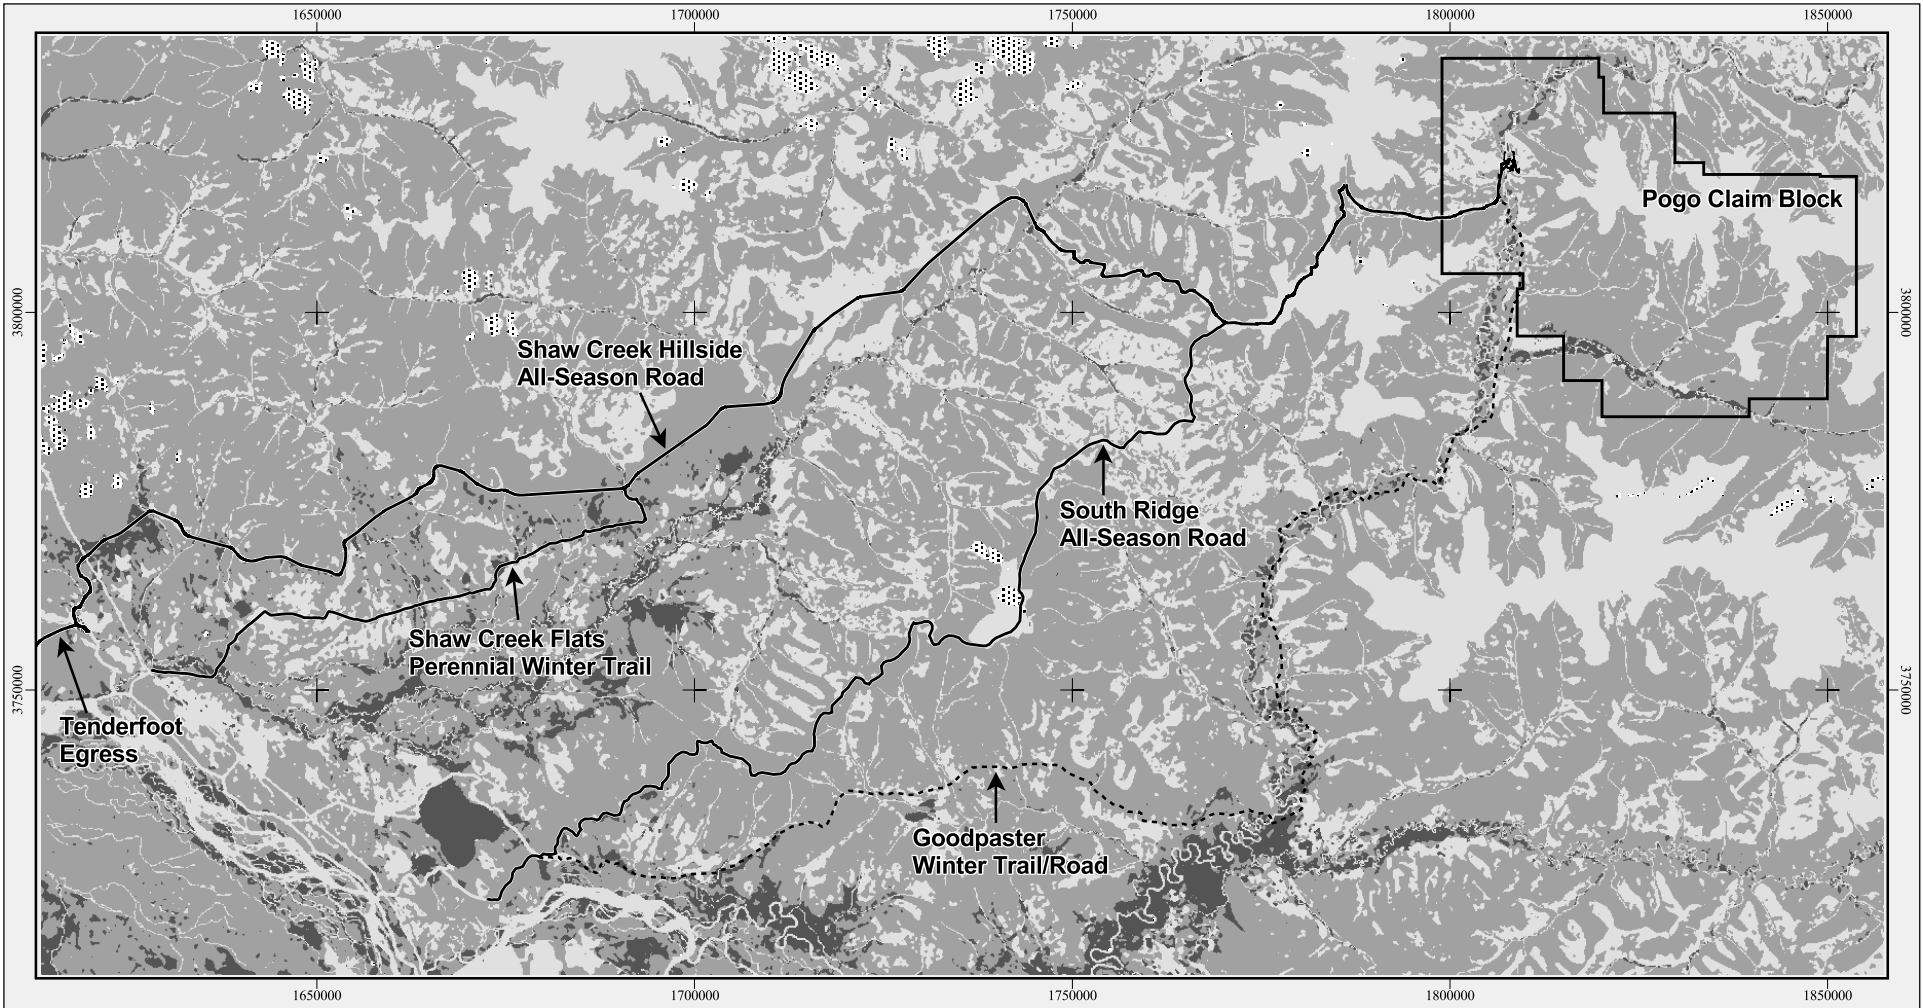 1650000
1700000
1750000
1800000
1850000
Pogo Claim Block
3800000
3800000
Shaw Creek Hillside
All-Season Road
South Ridge
All-Season Road
Shaw Creek Flats
Perennial Winter Trail
3750000
3750000
Tenderfoot
Egress
Goodpaster
Winter Trail/Road
1650000
1700000
1750000
1800000
1850000